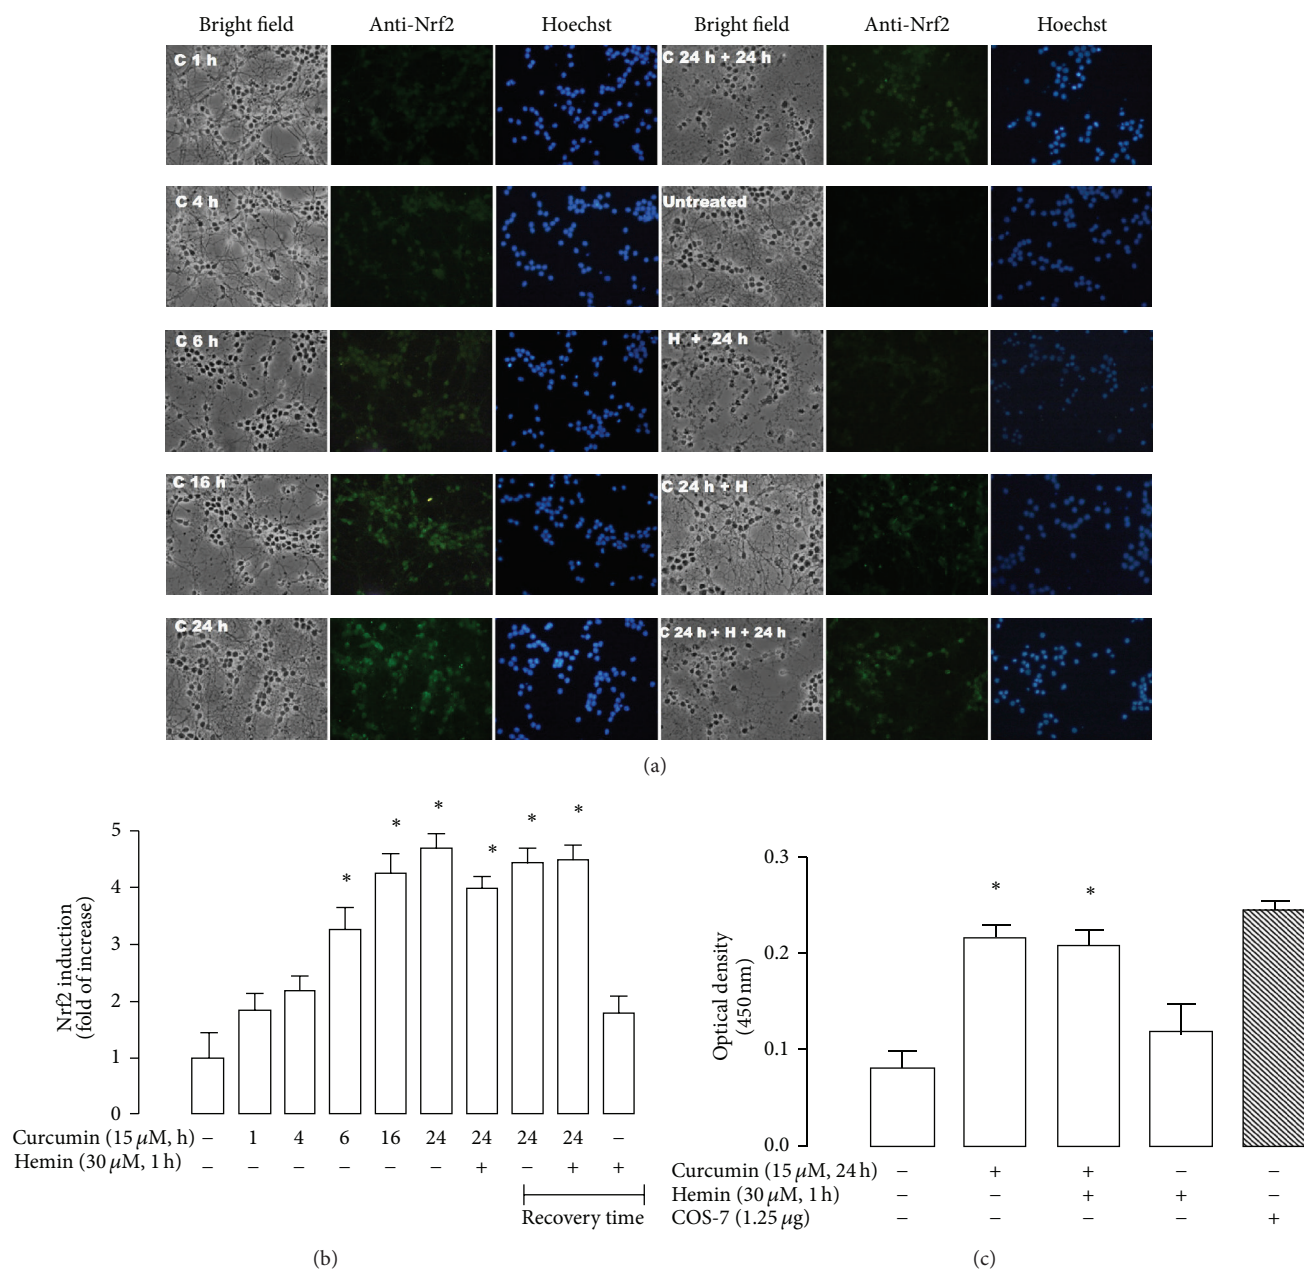 Bright field Anti-Nrf2 Hoechst Bright field Anti-Nrf2 Hoechst
C 1 h C 24 h + 24 h
C 4 h Untreated
C 6 h H + 24 h
C 16 h C 24 h + H
C 24 h C 24 h + H + 24 h
(a)
5
4
3
2
1
0
Nrf2 induction
(fold of increase)
* * * * * *
Curcumin (15 μM, h) − 1 4 6 16 24 24 24 24 −
Hemin (30 μM, 1 h) − − − − − − + − + +
Recovery time
(b)
0.3
0.2
0.1
0.0
Optical density
(450 nm)
* *
Curcumin (15 μM, 24 h) − + + − −
Hemin (30 μM, 1 h) − − + + −
COS-7 (1.25 μg) − − − − +
(c)